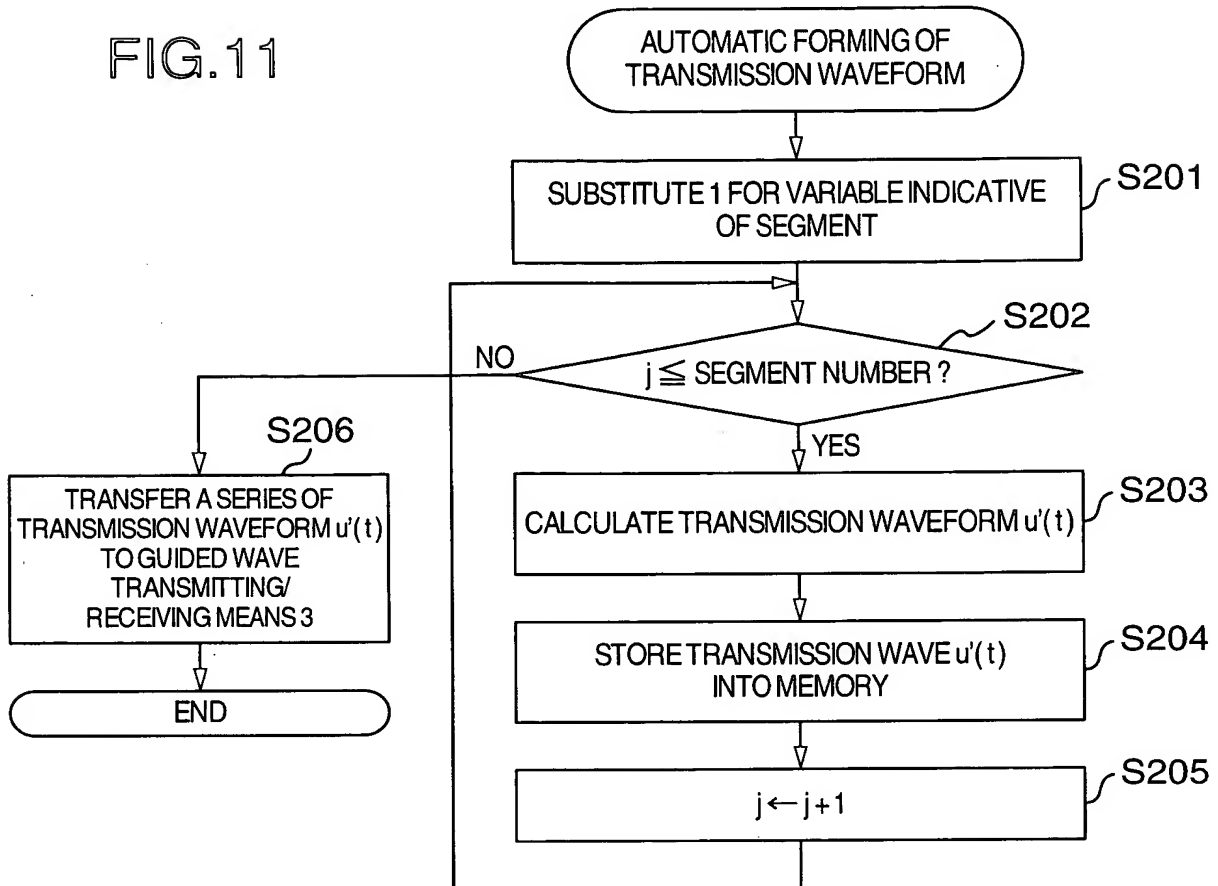 FIG.11
AUTOMATIC FORMING OF
TRANSMISSION WAVEFORM
SUBSTITUTE 1 FOR VARIABLE INDICATIVE
OF SEGMENT
S201
S202
j ≦ SEGMENT NUMBER ?
NO
YES
S206
TRANSFER A SERIES OF
TRANSMISSION WAVEFORM u'(t)
TO GUIDED WAVE
TRANSMITTING/
RECEIVING MEANS 3
END
CALCULATE TRANSMISSION WAVEFORM u'(t)
S203
STORE TRANSMISSION WAVE u'(t)
INTO MEMORY
S204
j ← j+1
S205